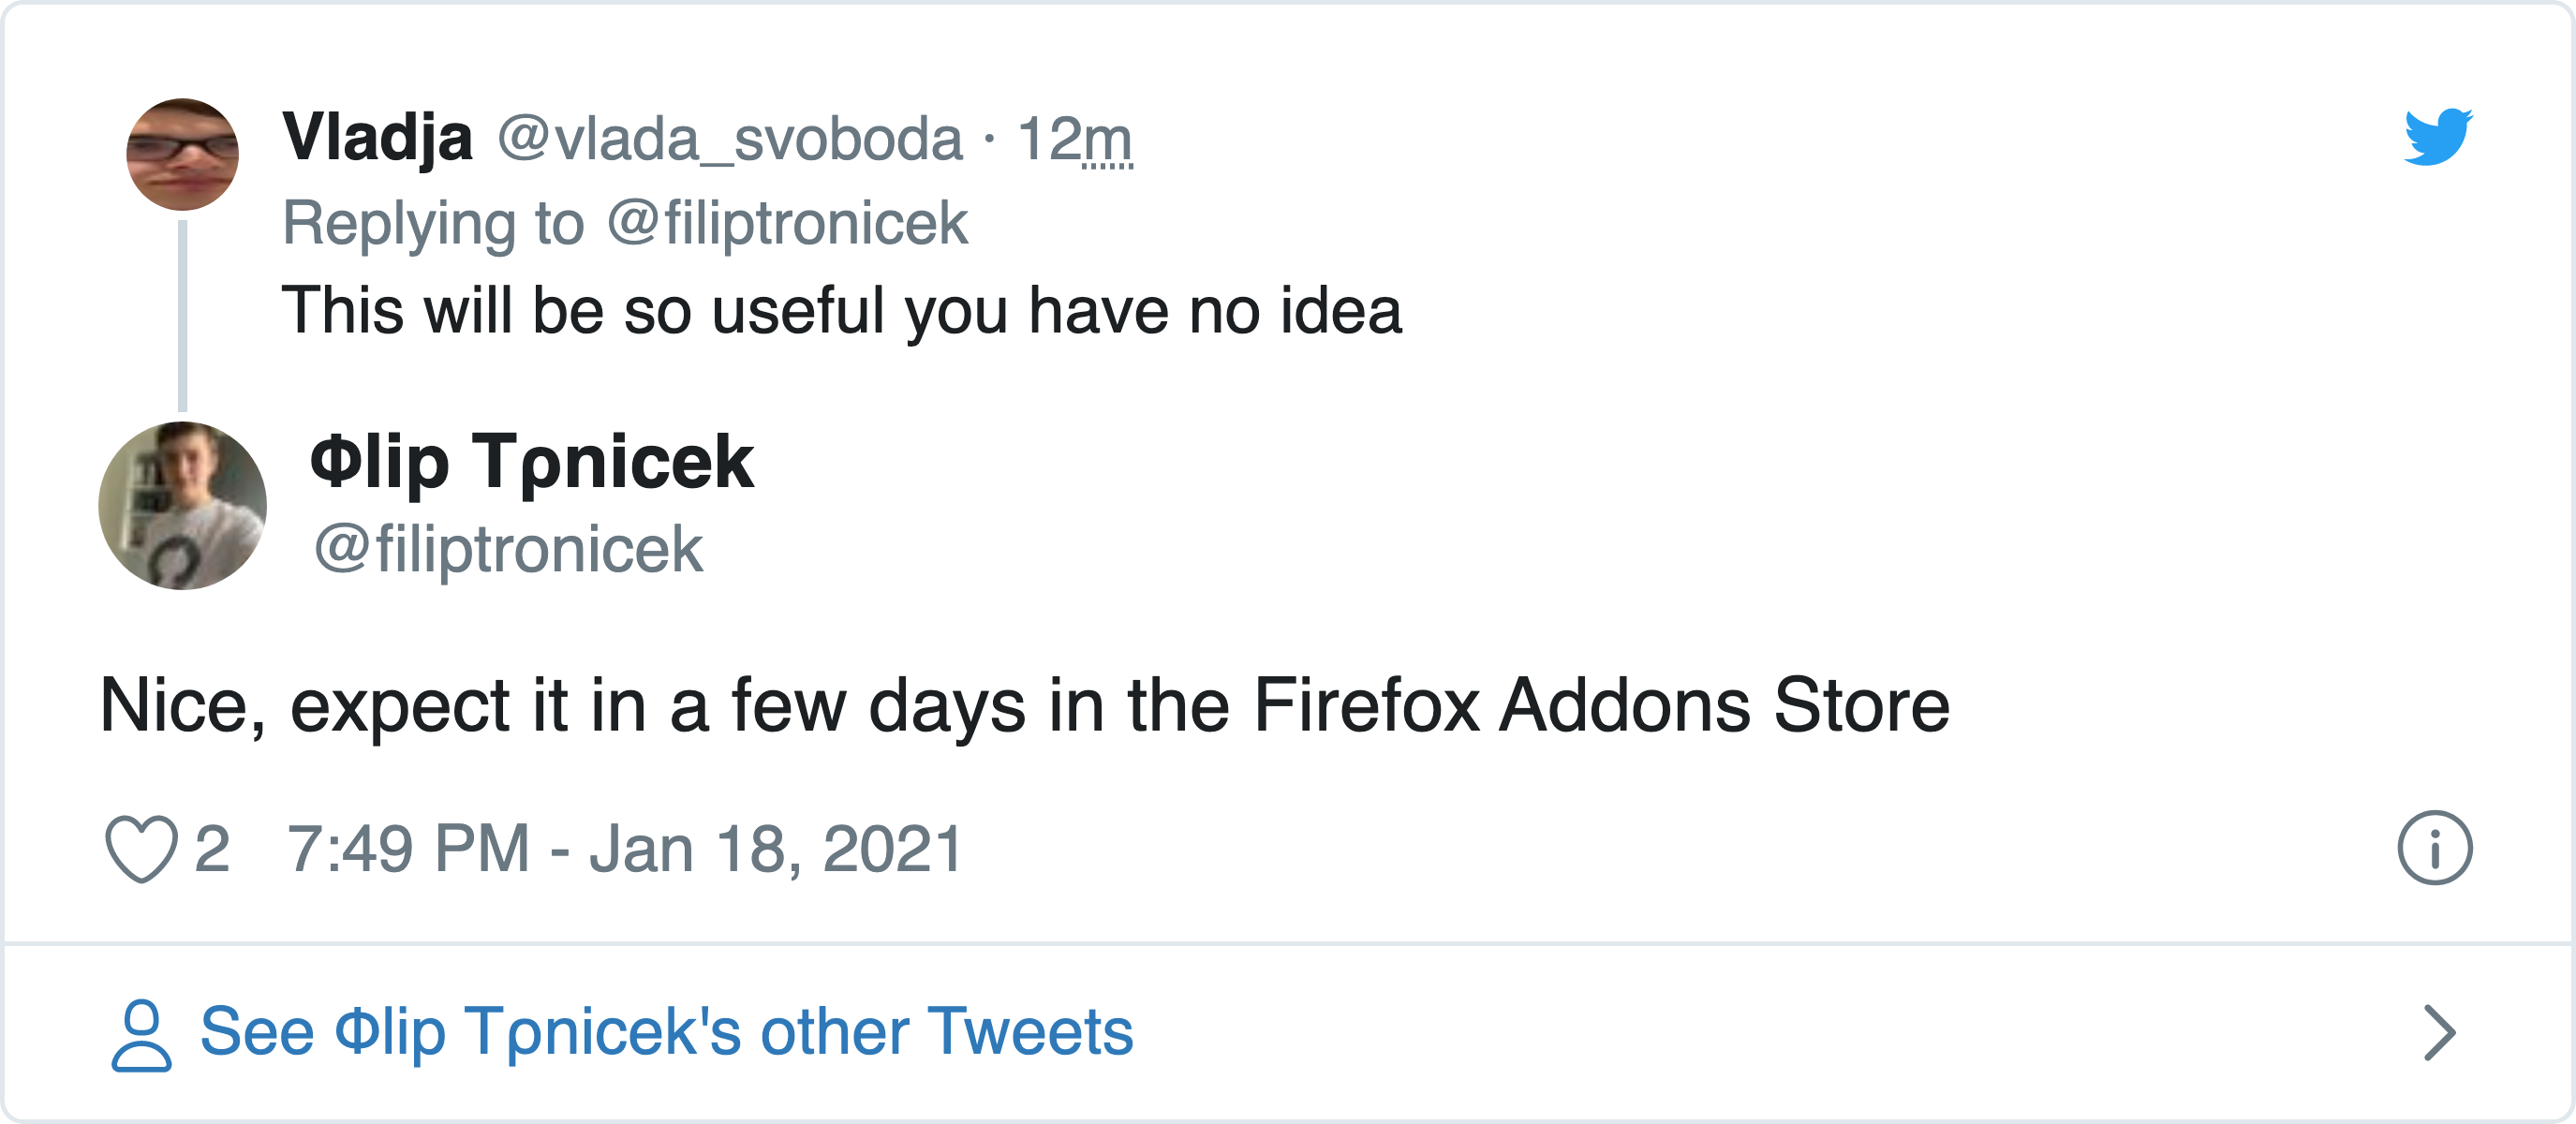 Vladja @vlada_svoboda · 12m
Replying to @filiptronicek
This will be so useful you have no idea
Φlip Tρnicek
@filiptronicek
Nice, expect it in a few days in the Firefox Addons Store
2 7:49 PM - Jan 18, 2021
See Φlip Tρnicek's other Tweets